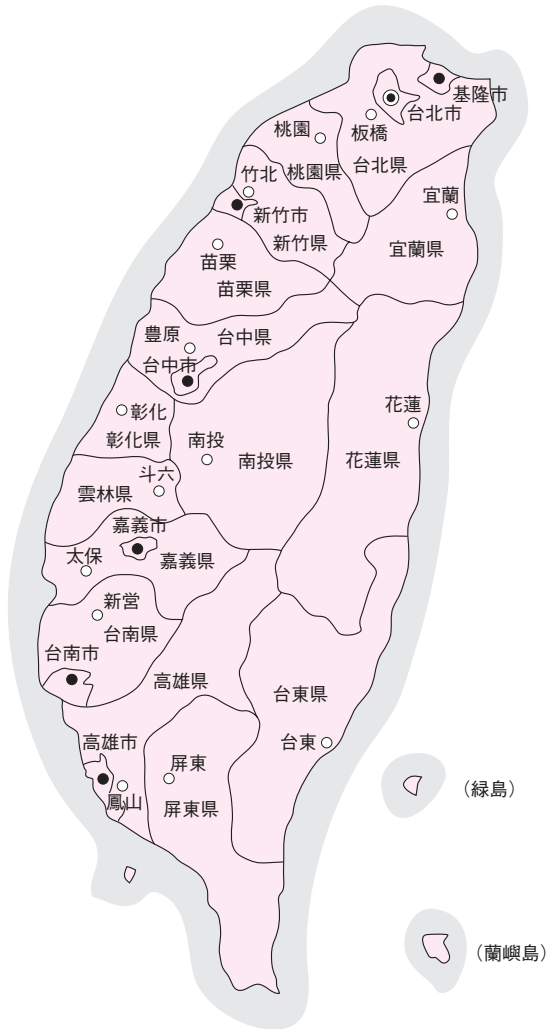 基隆市
台北市
板橋
台北県
桃園
桃園県
竹北
新竹市
新竹県
宜蘭
宜蘭県
苗栗
苗栗県
豊原
台中県
台中市
彰化
彰化県
南投
南投県
花蓮
花蓮県
斗六
雲林県
嘉義市
嘉義県
太保
新営
台南県
台南市
高雄県
台東県
台東
高雄市
鳳山
屏東
屏東県
（緑島）
（蘭嶼島）